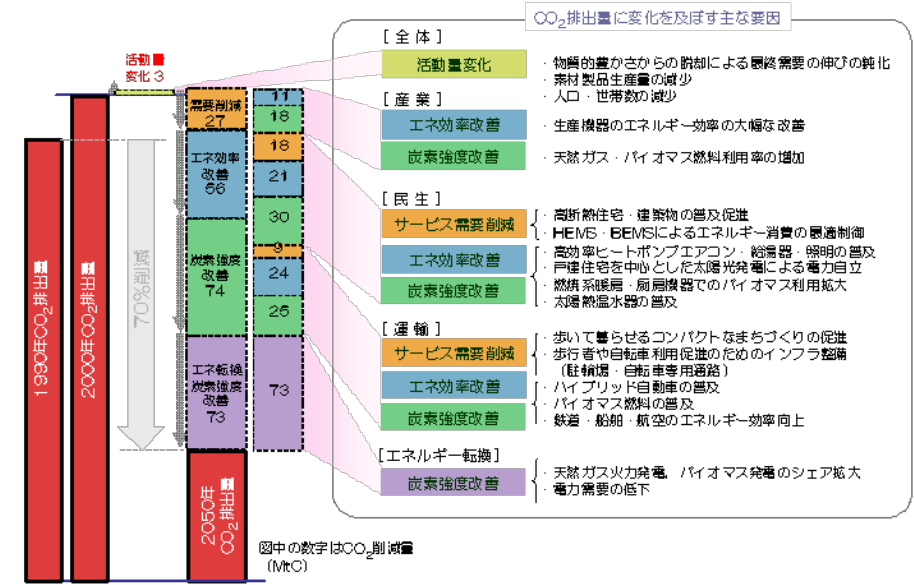 CO₂排出量に変化を及ぼす主な要因
[全体]
活動量変化
・物質的豊かさからの脱却による最終需要の伸びの鈍化
・素材製品生産量の減少
・人口・世帯数の減少
[産業]
エネ効率改善
・生産機器のエネルギー効率の大幅な改善
炭素強度改善
・天然ガス・バイオマス燃料利用率の増加
[民生]
サービス需要削減
・高断熱住宅・建築物の普及促進
・HEMS・BEMSによるエネルギー消費の最適制御
エネ効率改善
・高効率ヒートポンプエアコン・給湯器・照明の普及
・戸建住宅を中心とした太陽光発電による電力自立
炭素強度改善
・燃焼系暖房・厨房機器でのバイオマス利用拡大
・太陽熱温水器の普及
[運輸]
サービス需要削減
・歩いて暮らせるコンパクトなまちづくりの促進
・歩行者や自転車利用促進のためのインフラ整備
(駐輪場・自転車専用通路)
エネ効率改善
・ハイブリッド自動車の普及
・バイオマス燃料の普及
炭素強度改善
・鉄道・船舶・航空のエネルギー効率向上
[エネルギー転換]
炭素強度改善
・天然ガス火力発電, バイオマス発電のシェア拡大
・電力需要の低下
活動量
変化 3
需要削減
27
エネ効率
改善
56
炭素強度
改善
74
エネ転換
炭素強度
改善
73
11
18
18
21
30
9
24
25
73
1990年CO₂排出量
2000年CO₂排出量
70%削減
2050年
CO₂排出量
図中の数字はCO₂削減量
(MtC)